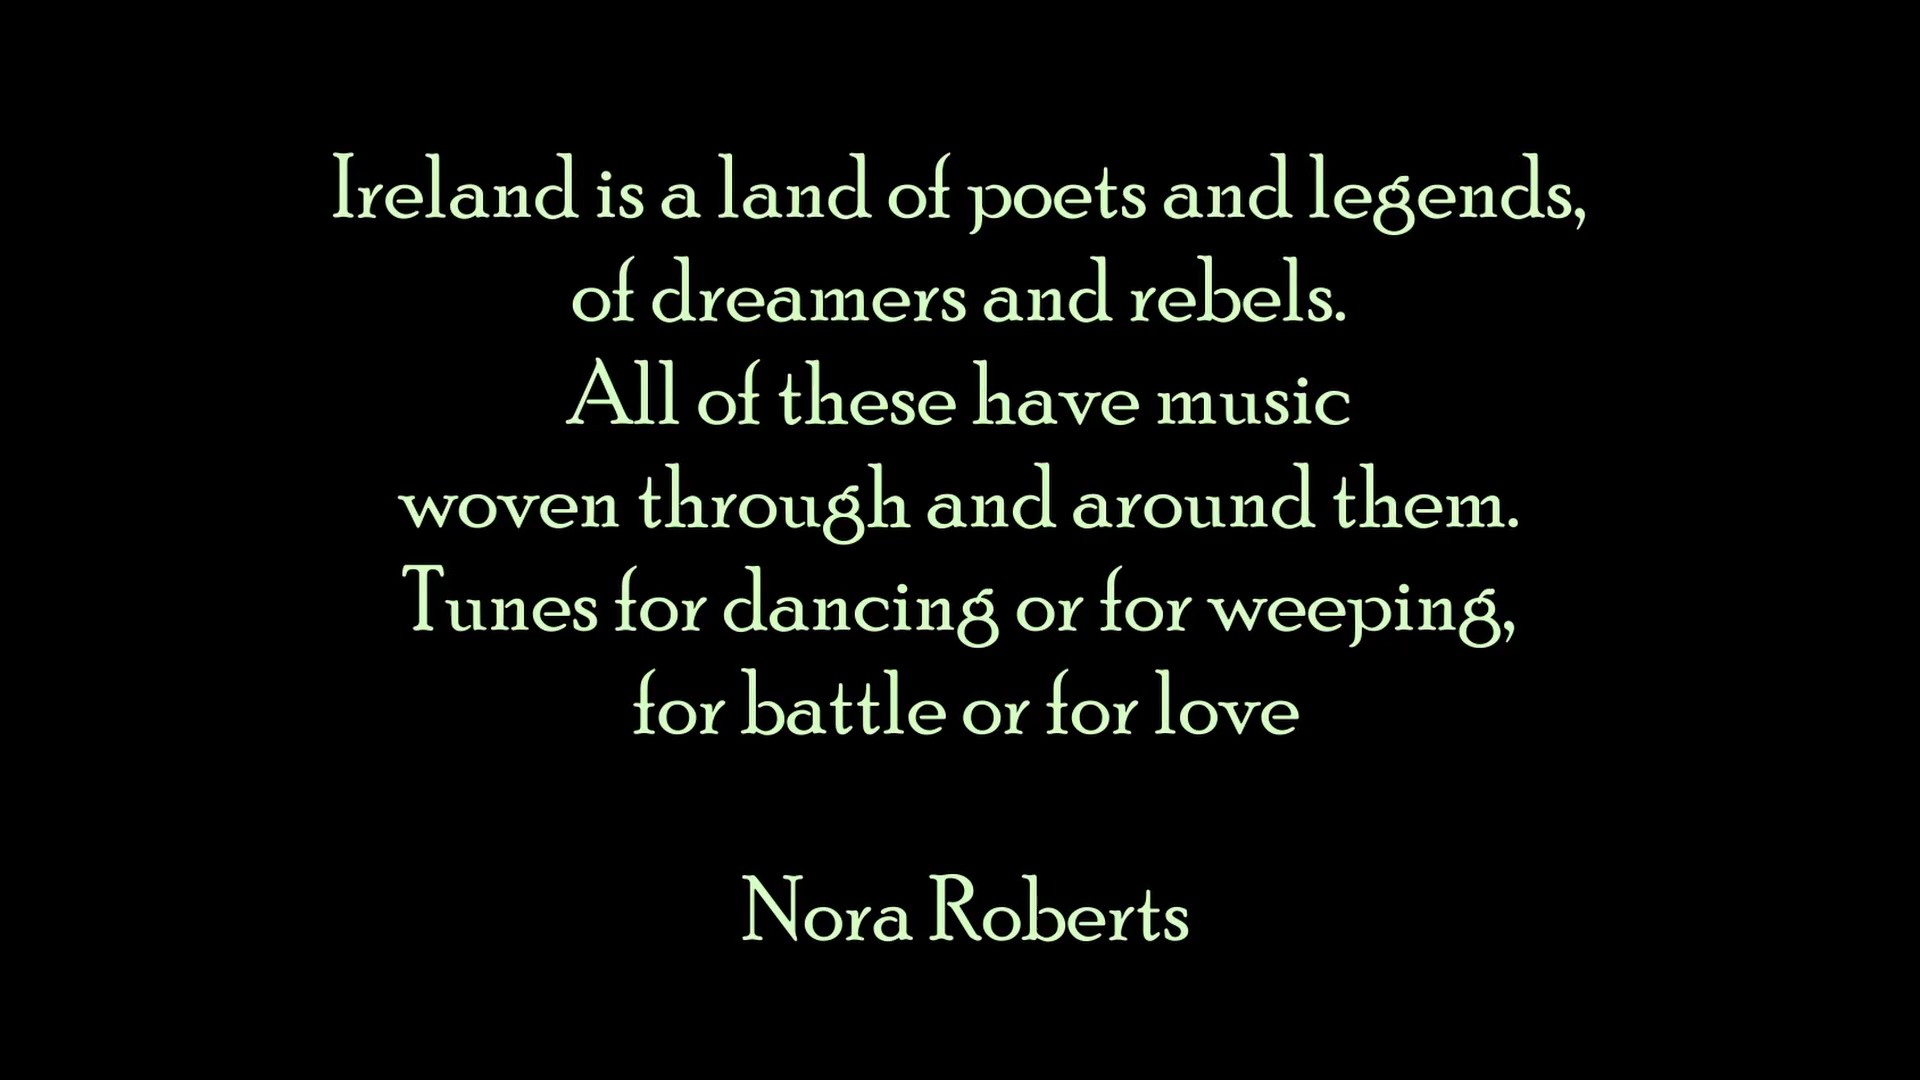 Ireland is a land of poets and legends,
of dreamers and rebels.
All of these have music
woven through and around them.
Tunes for dancing or for weeping,
for battle or for love
Nora Roberts